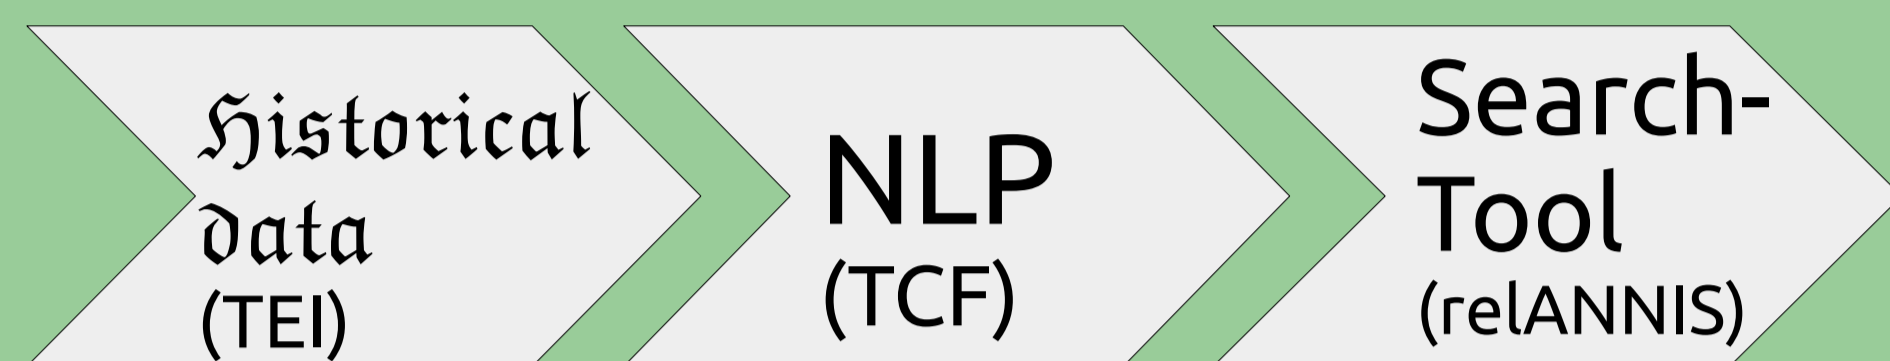 Historical
data
(TEI)
NLP
(TCF)
Search-
Tool
(relANNIS)